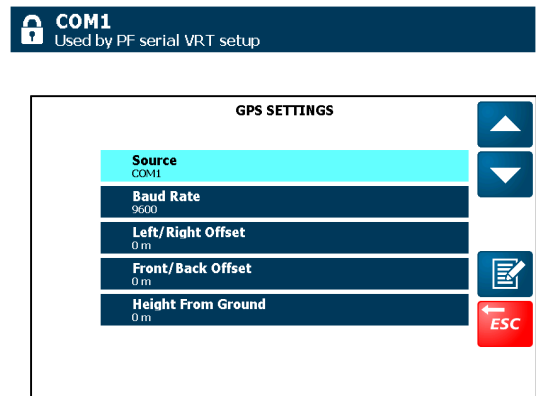 COM1
Used by PF serial VRT setup
GPS SETTINGS
Source
COM1
Baud Rate
9600
Left/Right Offset
0 m
Front/Back Offset
0 m
Height From Ground
0 m
ESC